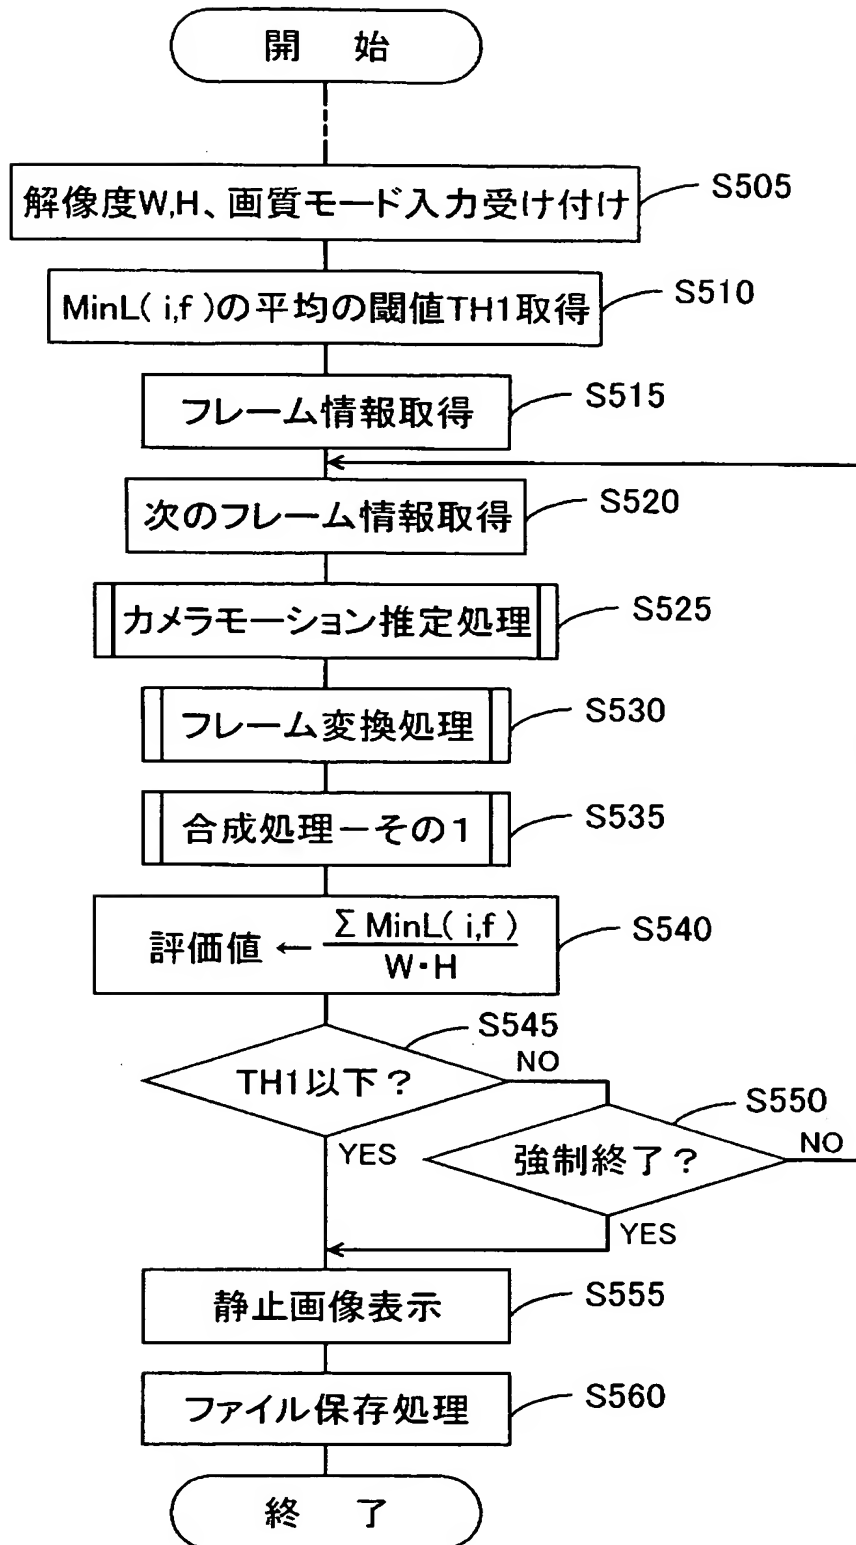 開 始
解像度W,H、画質モード入力受け付け
S505
MinL( i,f )の平均の閾値TH1取得
S510
フレーム情報取得
S515
次のフレーム情報取得
S520
カメラモーション推定処理
S525
フレーム変換処理
S530
合成処理－その1
S535
評価値 ← Σ MinL( i,f ) / W・H
S540
TH1以下？
S545
NO
YES
強制終了？
S550
NO
YES
静止画像表示
S555
ファイル保存処理
S560
終 了